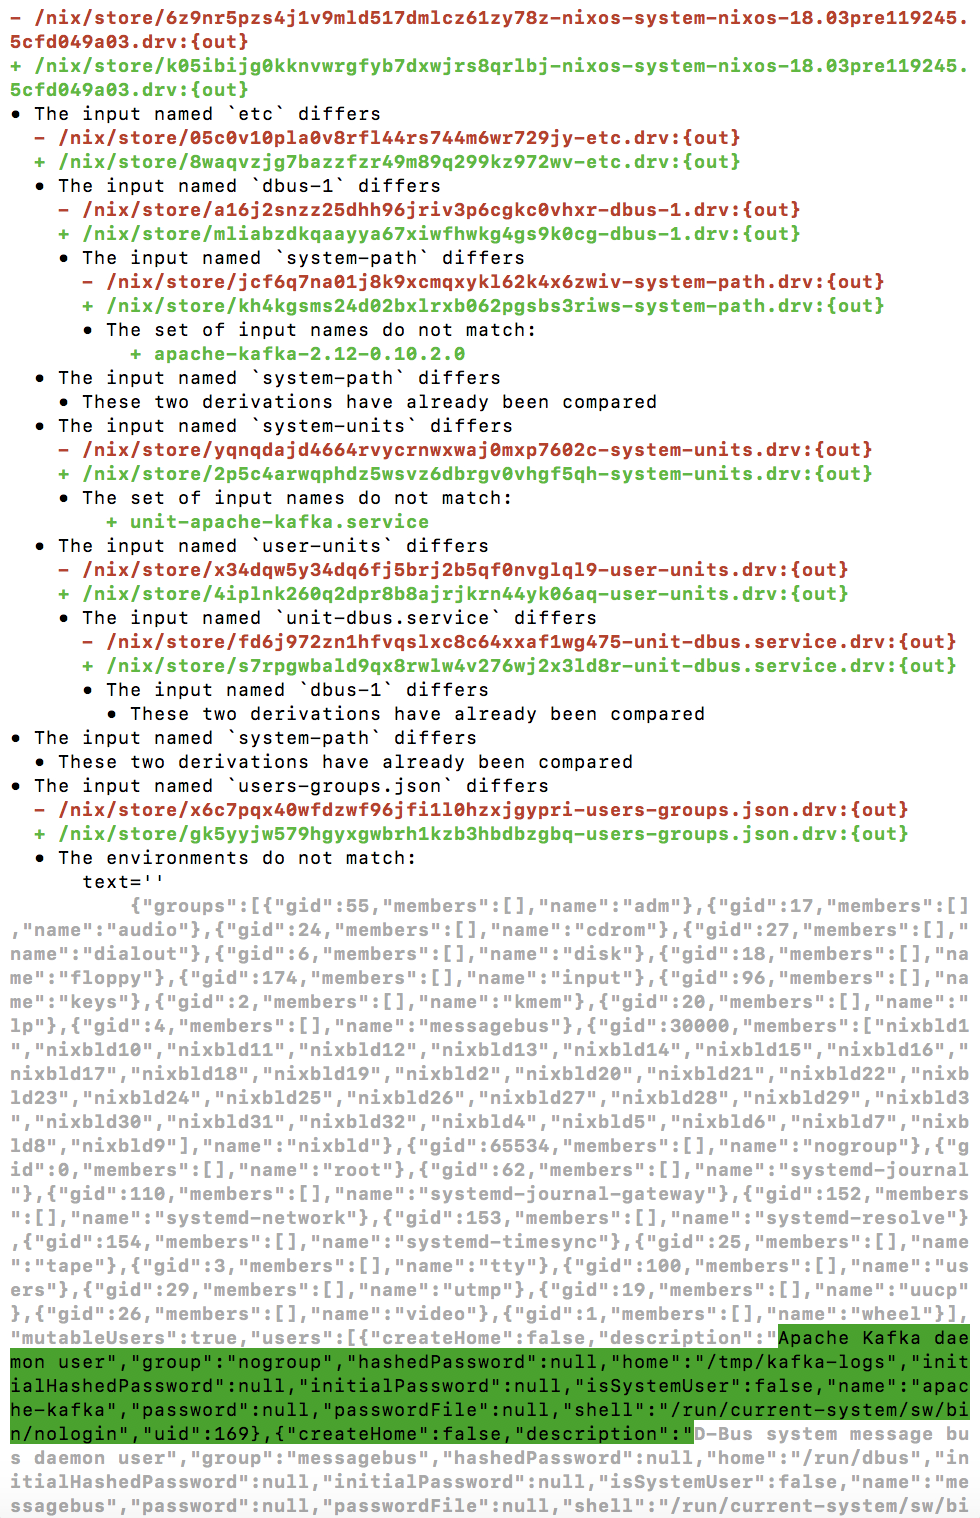 - /nix/store/6z9nr5pzs4j1v9mld517dmlcz61zy78z-nixos-system-nixos-18.03pre119245.
5cfd049a03.drv:{out}
+ /nix/store/k05ibijg0kknvwrgfyb7dxwjrs8qrlbj-nixos-system-nixos-18.03pre119245.
5cfd049a03.drv:{out}
• The input named `etc` differs
- /nix/store/05c0v10pla0v8rfl44rs744m6wr729jy-etc.drv:{out}
+ /nix/store/8waqvzjg7bazzfzr49m89q299kz972wv-etc.drv:{out}
• The input named `dbus-1` differs
- /nix/store/a16j2snzz25dhh96jriv3p6cgkc0vhxr-dbus-1.drv:{out}
+ /nix/store/mliabzdkqaayya67xiwfhwkg4gs9k0cg-dbus-1.drv:{out}
• The input named `system-path` differs
- /nix/store/jcf6q7na01j8k9xcmqxykl62k4x6zwiv-system-path.drv:{out}
+ /nix/store/kh4kgsms24d02bxlrxb062pgsbs3riws-system-path.drv:{out}
• The set of input names do not match:
+ apache-kafka-2.12-0.10.2.0
• The input named `system-path` differs
• These two derivations have already been compared
• The input named `system-units` differs
- /nix/store/yqnqdajd4664rvycrnwxwaj0mxp7602c-system-units.drv:{out}
+ /nix/store/2p5c4arwqphdz5wsvz6dbrgv0vhgf5qh-system-units.drv:{out}
• The set of input names do not match:
+ unit-apache-kafka.service
• The input named `user-units` differs
- /nix/store/x34dqw5y34dq6fj5brj2b5qf0nvglql9-user-units.drv:{out}
+ /nix/store/4iplnk260q2dpr8b8ajrjkrn44yk06aq-user-units.drv:{out}
• The input named `unit-dbus.service` differs
- /nix/store/fd6j972zn1hfvqslxc8c64xxaf1wg475-unit-dbus.service.drv:{out}
+ /nix/store/s7rpgwbald9qx8rwlw4v276wj2x3ld8r-unit-dbus.service.drv:{out}
• The input named `dbus-1` differs
• These two derivations have already been compared
• The input named `system-path` differs
• These two derivations have already been compared
• The input named `users-groups.json` differs
- /nix/store/x6c7pqx40wfdzwf96jfi1l0hzxjgypri-users-groups.json.drv:{out}
+ /nix/store/gk5yyjw579hgyxgwbrh1kzb3hbdbzgbq-users-groups.json.drv:{out}
• The environments do not match:
text=''
{"groups":[{"gid":55,"members":[],"name":"adm"},{"gid":17,"members":[]
,"name":"audio"},{"gid":24,"members":[],"name":"cdrom"},{"gid":27,"members":[],"
name":"dialout"},{"gid":6,"members":[],"name":"disk"},{"gid":18,"members":[],"na
me":"floppy"},{"gid":174,"members":[],"name":"input"},{"gid":96,"members":[],"na
me":"keys"},{"gid":2,"members":[],"name":"kmem"},{"gid":20,"members":[],"name":"
lp"},{"gid":4,"members":[],"name":"messagebus"},{"gid":30000,"members":["nixbld1
","nixbld10","nixbld11","nixbld12","nixbld13","nixbld14","nixbld15","nixbld16","
nixbld17","nixbld18","nixbld19","nixbld2","nixbld20","nixbld21","nixbld22","nixb
ld23","nixbld24","nixbld25","nixbld26","nixbld27","nixbld28","nixbld29","nixbld3
","nixbld30","nixbld31","nixbld32","nixbld4","nixbld5","nixbld6","nixbld7","nixb
ld8","nixbld9"],"name":"nixbld"},{"gid":65534,"members":[],"name":"nogroup"},{"g
id":0,"members":[],"name":"root"},{"gid":62,"members":[],"name":"systemd-journal
"},{"gid":110,"members":[],"name":"systemd-journal-gateway"},{"gid":152,"members
":[],"name":"systemd-network"},{"gid":153,"members":[],"name":"systemd-resolve"}
,{"gid":154,"members":[],"name":"systemd-timesync"},{"gid":25,"members":[],"name
":"tape"},{"gid":3,"members":[],"name":"tty"},{"gid":100,"members":[],"name":"us
ers"},{"gid":29,"members":[],"name":"utmp"},{"gid":19,"members":[],"name":"uucp"
},{"gid":26,"members":[],"name":"video"},{"gid":1,"members":[],"name":"wheel"}],
"mutableUsers":true,"users":[{"createHome":false,"description":"Apache Kafka dae
mon user","group":"nogroup","hashedPassword":null,"home":"/tmp/kafka-logs","init
ialHashedPassword":null,"initialPassword":null,"isSystemUser":false,"name":"apac
he-kafka","password":null,"passwordFile":null,"shell":"/run/current-system/sw/bi
n/nologin","uid":169},{"createHome":false,"description":"D-Bus system message bu
s daemon user","group":"messagebus","hashedPassword":null,"home":"/run/dbus","in
itialHashedPassword":null,"initialPassword":null,"isSystemUser":false,"name":"me
ssagebus","password":null,"passwordFile":null,"shell":"/run/current-system/sw/bi